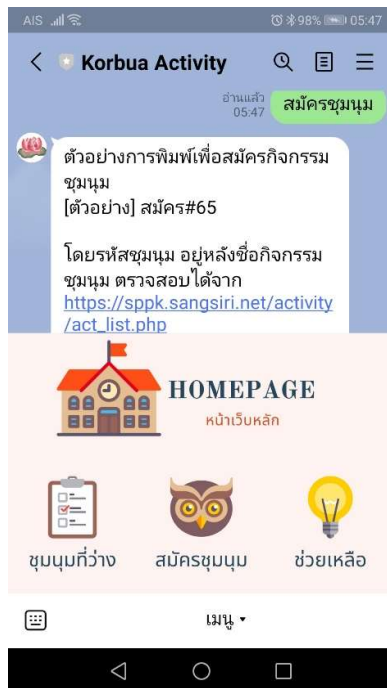 AIS 98% 05:47
Korbua Activity
อ่านแล้ว
05:47
สมัครชุมนุม
ตัวอย่างการพิมพ์เพื่อสมัครกิจกรรม
ชุมนุม
[ตัวอย่าง] สมัคร#65
โดยรหัสชุมนุม อยู่หลังชื่อกิจกรรม
ชุมนุม ตรวจสอบได้จาก
https://sppk.sangsiri.net/activity
/act_list.php
HOMEPAGE
หน้าเว็บหลัก
ชุมนุมที่ว่าง สมัครชุมนุม ช่วยเหลือ
เมนู